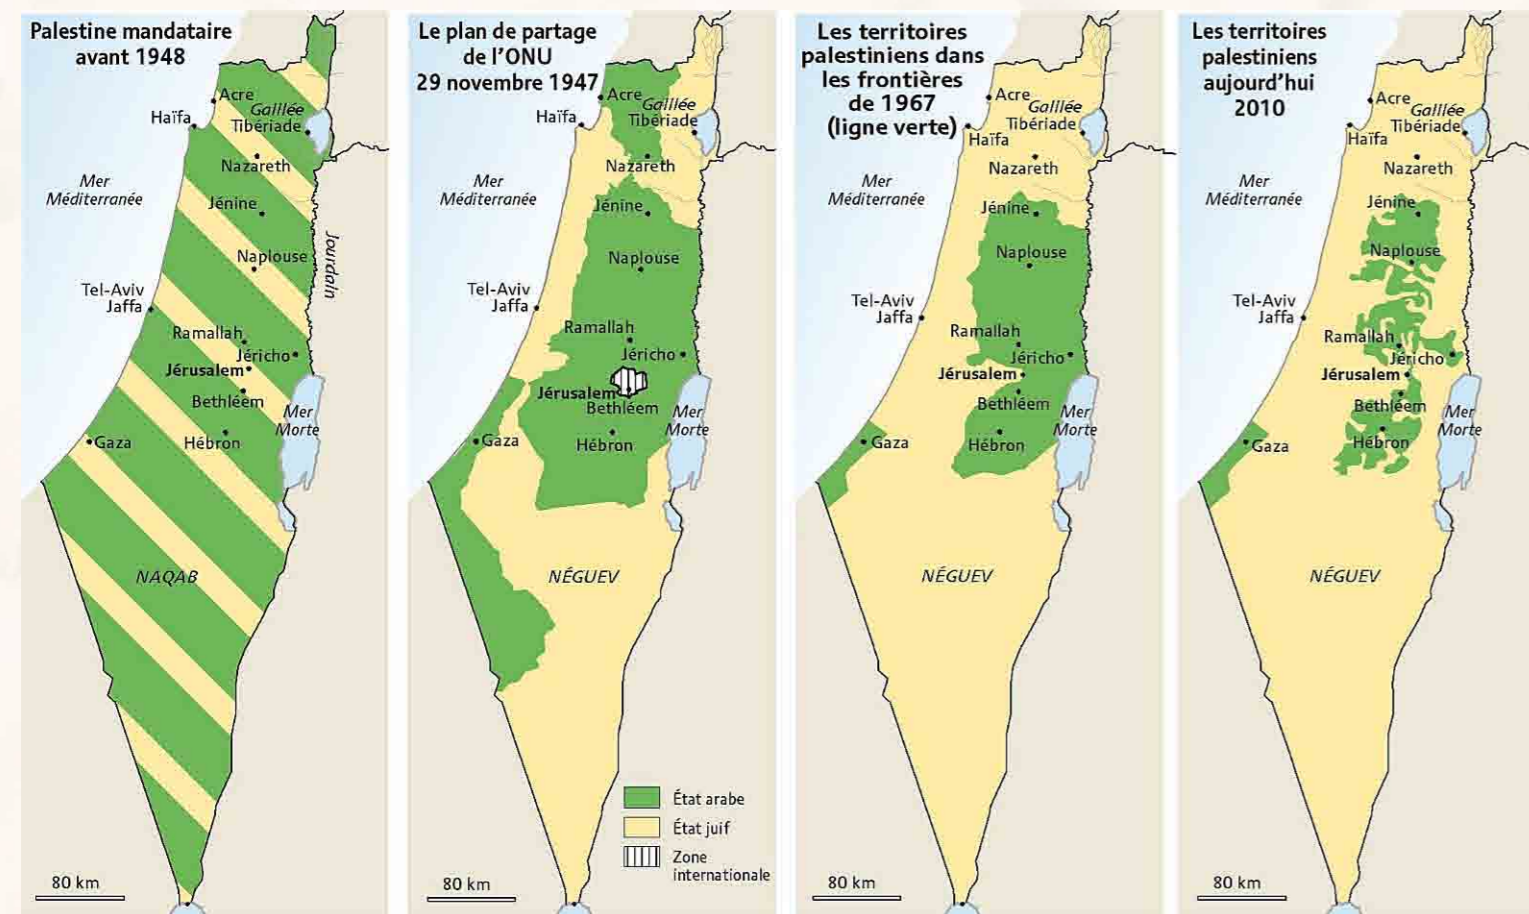 Palestine mandataire
avant 1948
Acre
Galilée
Haïfa
Tibériade
Nazareth
Mer
Méditerranée
Jénine
Jourdain
Naplouse
Tel-Aviv
Jaffa
Ramallah
Jéricho
Jérusalem
Bethléem
Mer
Morte
Gaza
Hébron
NAQAB
80 km
Le plan de partage
de l'ONU
29 novembre 1947
Acre
Galilée
Haïfa
Tibériade
Nazareth
Mer
Méditerranée
Jénine
Naplouse
Tel-Aviv
Jaffa
Ramallah
Jéricho
Jérusalem
Bethléem
Mer
Morte
Gaza
Hébron
NÉGUEV
État arabe
État juif
Zone
internationale
80 km
Les territoires
palestiniens dans
les frontières
de 1967
(ligne verte)
Acre
Galilée
Tibériade
Haïfa
Nazareth
Mer
Méditerranée
Jénine
Naplouse
Tel-Aviv
Jaffa
Ramallah
Jéricho
Jérusalem
Bethléem
Mer
Morte
Gaza
Hébron
NÉGUEV
80 km
Les territoires
palestiniens
aujourd'hui
2010
Acre
Galilée
Tibériade
Haïfa
Nazareth
Mer
Méditerranée
Jénine
Naplouse
Tel-Aviv
Jaffa
Ramallah
Jéricho
Jérusalem
Bethléem
Mer
Morte
Gaza
Hébron
NÉGUEV
80 km